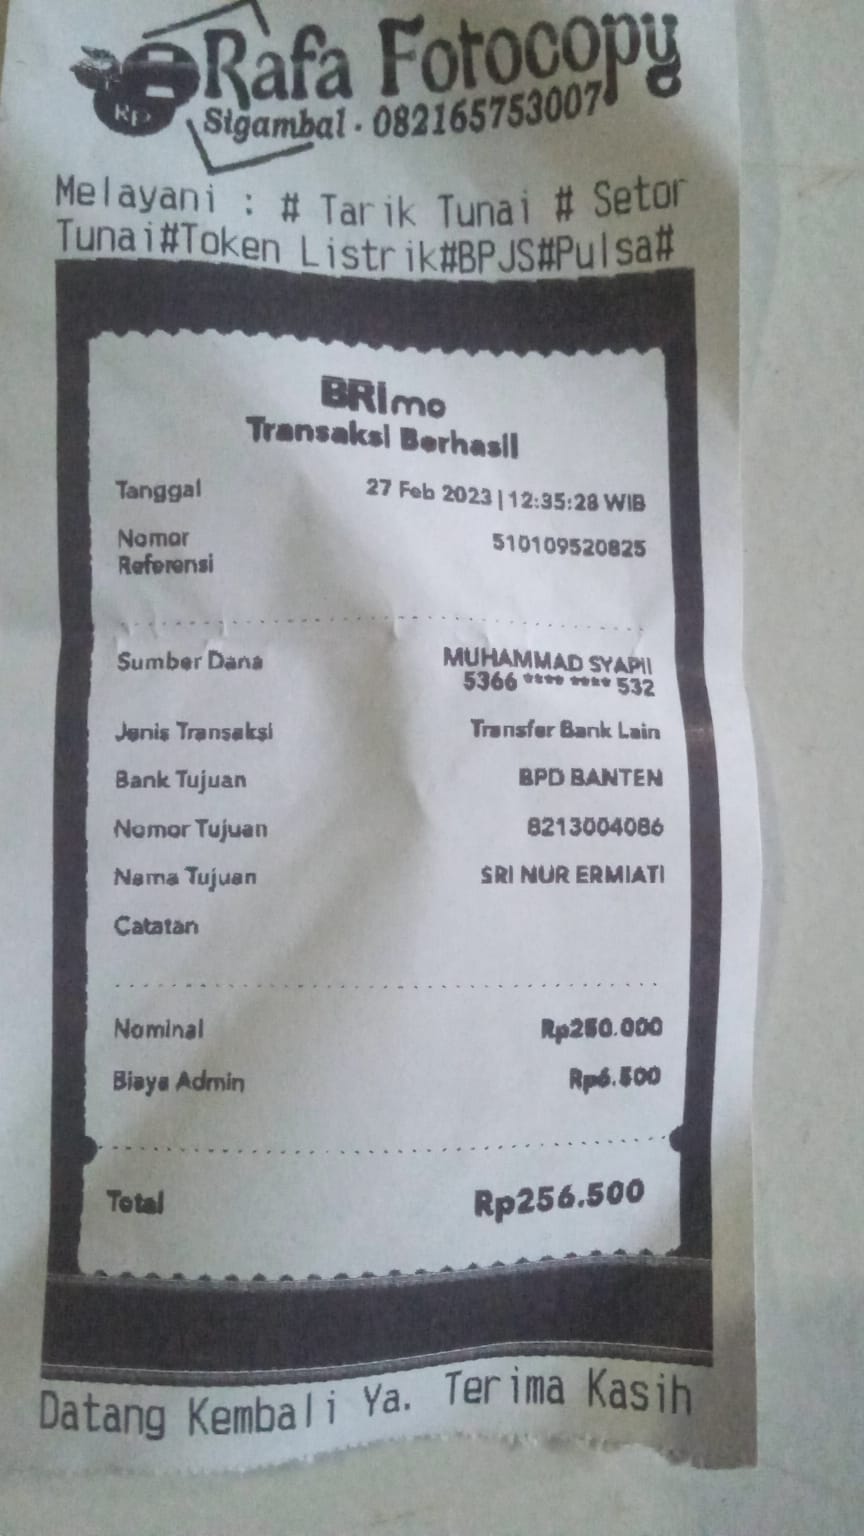 Rafa Fotocopy
Rp
Sigambal - 082165753007
Melayani : # Tarik Tunai # Setor
Tunai#Token Listrik#BPJS#Pulsa#
BRImo
Transaksi Berhasil
Tanggal 27 Feb 2023 | 12:35:28 WIB
Nomor 510109520825
Referensi
Sumber Dana MUHAMMAD SYAPII
5366 **** **** 532
Jenis Transaksi Transfer Bank Lain
Bank Tujuan BPD BANTEN
Nomor Tujuan 8213004086
Nama Tujuan SRI NUR ERMIATI
Catatan
Nominal Rp250.000
Biaya Admin Rp6.500
Total Rp256.500
Datang Kembali Ya. Terima Kasih